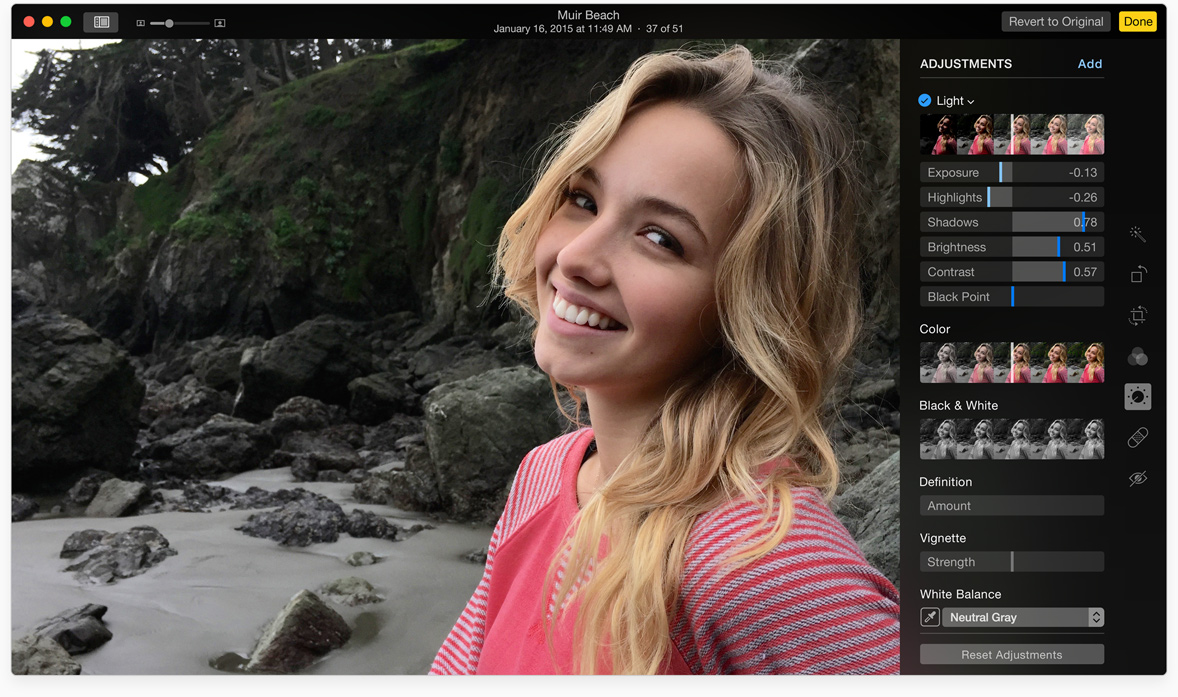 Muir Beach
January 16, 2015 at 11:49 AM · 37 of 51
Revert to Original
Done
ADJUSTMENTS
Add
Light
Exposure -0.13
Highlights -0.26
Shadows 0.78
Brightness 0.51
Contrast 0.57
Black Point
Color
Black & White
Definition
Amount
Vignette
Strength
White Balance
Neutral Gray
Reset Adjustments